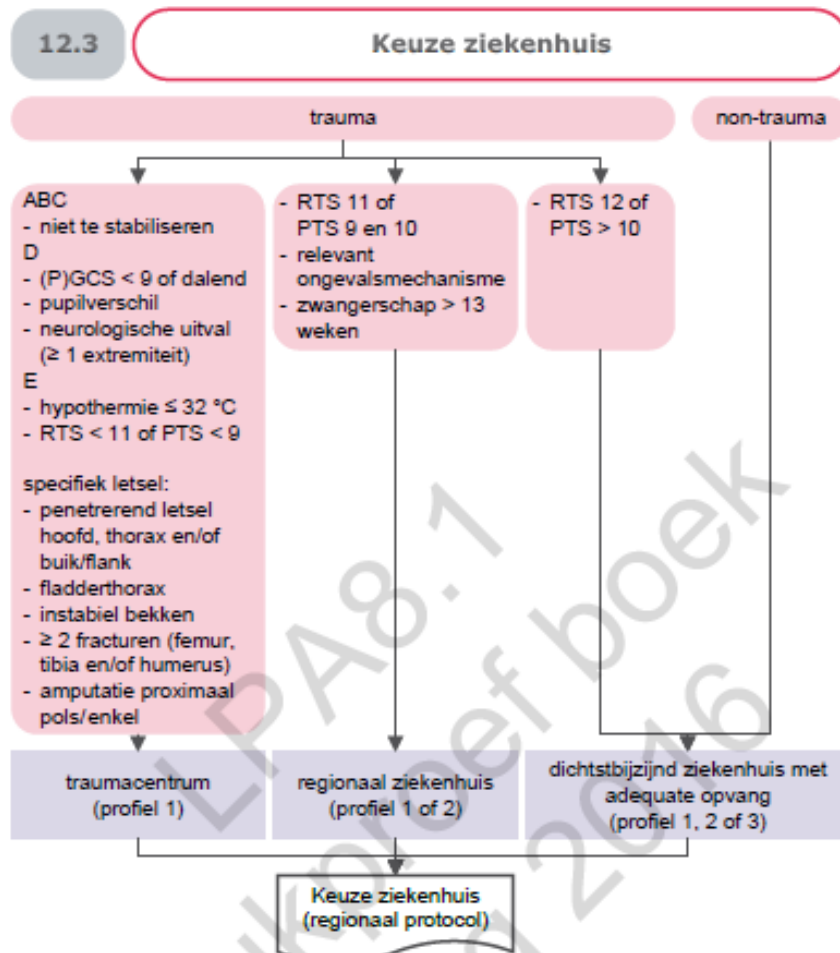 12.3
Keuze ziekenhuis
trauma
non-trauma
ABC
- niet te stabiliseren
D
- (P)GCS < 9 of dalend
- pupilverschil
- neurologische uitval
(≥ 1 extremiteit)
E
- hypothermie ≤ 32 °C
- RTS < 11 of PTS < 9
specifiek letsel:
- penetrerend letsel
hoofd, thorax en/of
buik/flank
- fladderthorax
- instabiel bekken
- ≥ 2 fracturen (femur,
tibia en/of humerus)
- amputatie proximaal
pols/enkel
- RTS 11 of
PTS 9 en 10
- relevant
ongevalsmechanisme
- zwangerschap > 13
weken
- RTS 12 of
PTS > 10
traumacentrum
(profiel 1)
regionaal ziekenhuis
(profiel 1 of 2)
dichtstbijzijnd ziekenhuis met
adequate opvang
(profiel 1, 2 of 3)
Keuze ziekenhuis
(regionaal protocol)
LPA8.1
boek
2016